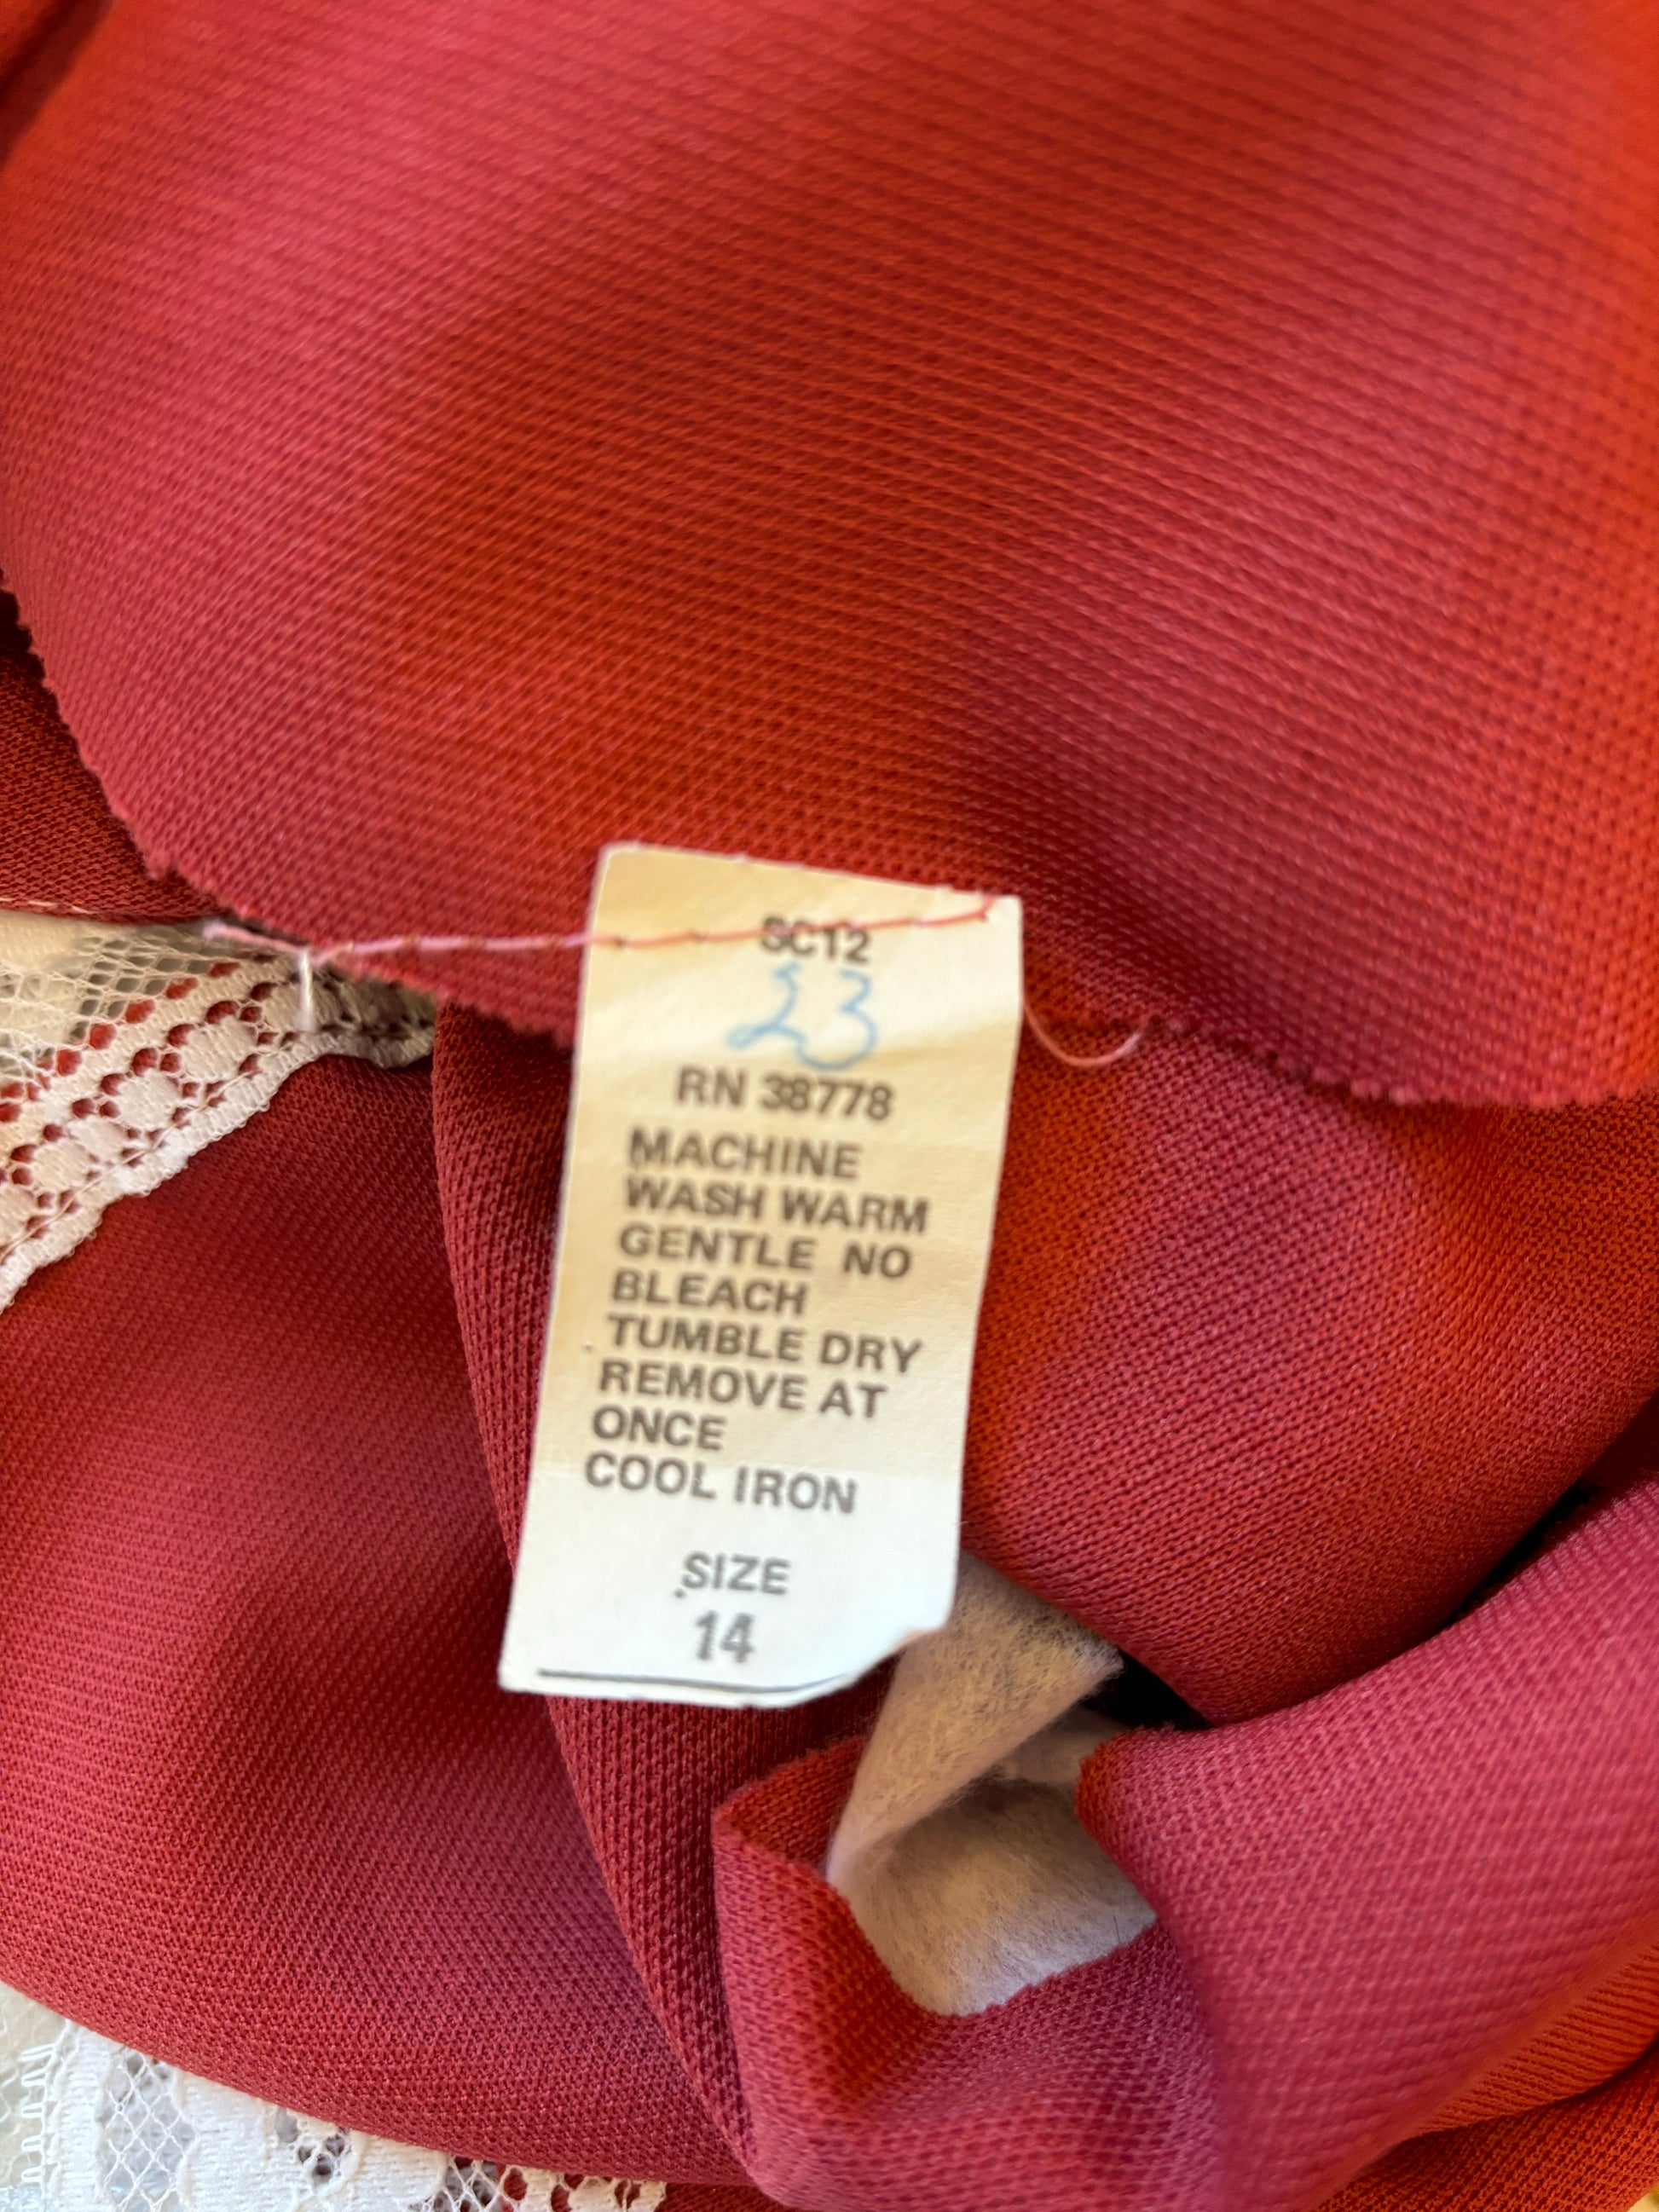 SC12
23
RN 38778
MACHINE
WASH WARM
GENTLE NO
BLEACH
TUMBLE DRY
REMOVE AT
ONCE
COOL IRON
SIZE
14